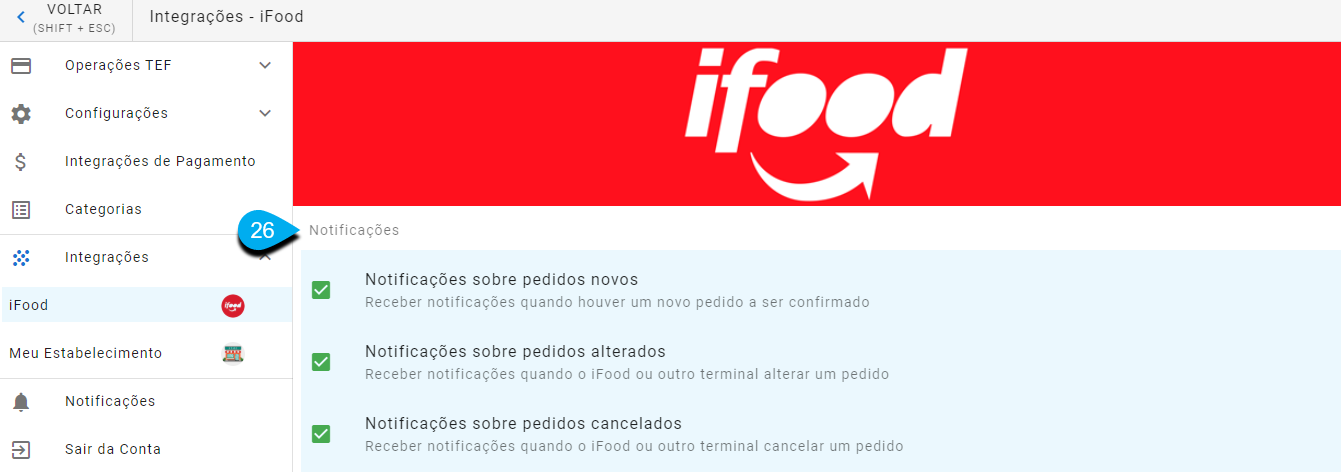 VOLTAR
(SHIFT + ESC)
Integrações - iFood
Operações TEF
Configurações
Integrações de Pagamento
Categorias
Integrações
iFood
ifood
Meu Estabelecimento
Notificações
Sair da Conta
ifood
26
Notificações
Notificações sobre pedidos novos
Receber notificações quando houver um novo pedido a ser confirmado
Notificações sobre pedidos alterados
Receber notificações quando o iFood ou outro terminal alterar um pedido
Notificações sobre pedidos cancelados
Receber notificações quando o iFood ou outro terminal cancelar um pedido